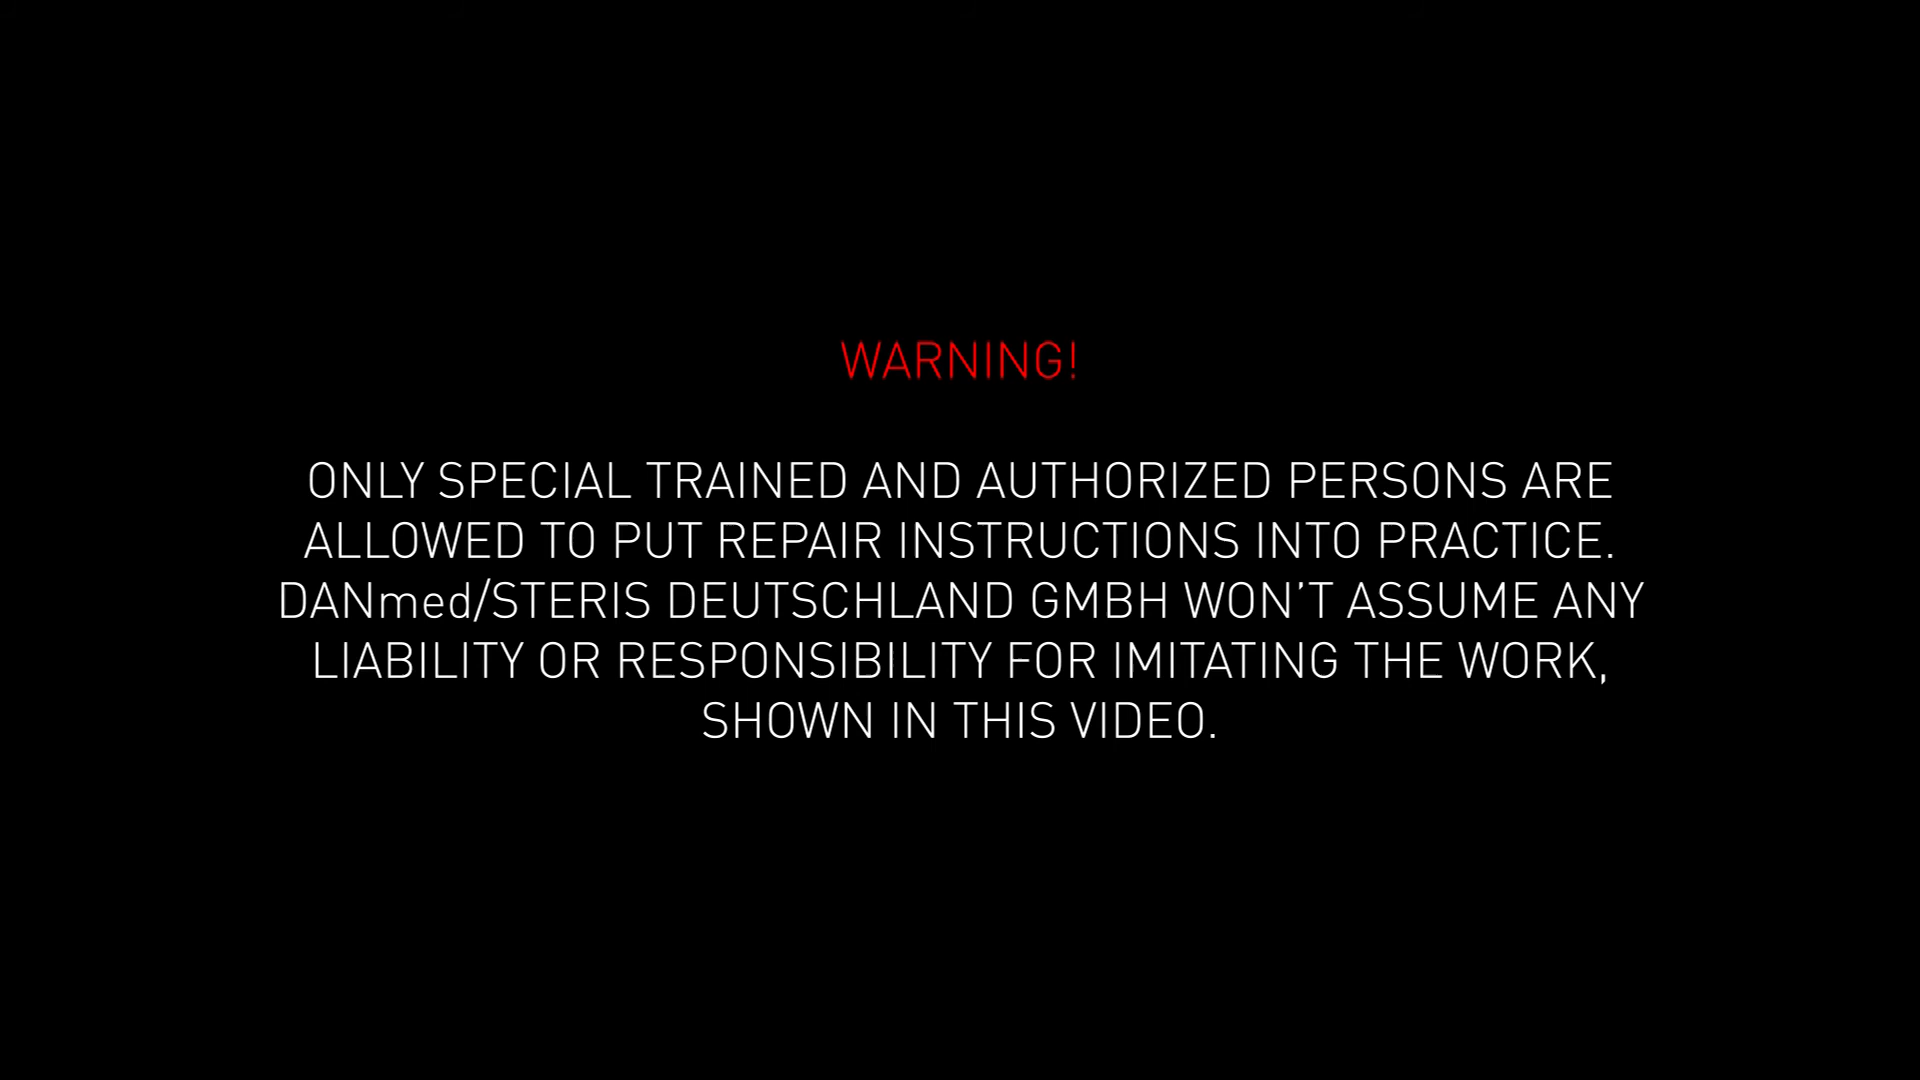 WARNING!
ONLY SPECIAL TRAINED AND AUTHORIZED PERSONS ARE
ALLOWED TO PUT REPAIR INSTRUCTIONS INTO PRACTICE.
DANmed/STERIS DEUTSCHLAND GMBH WON’T ASSUME ANY
LIABILITY OR RESPONSIBILITY FOR IMITATING THE WORK,
SHOWN IN THIS VIDEO.